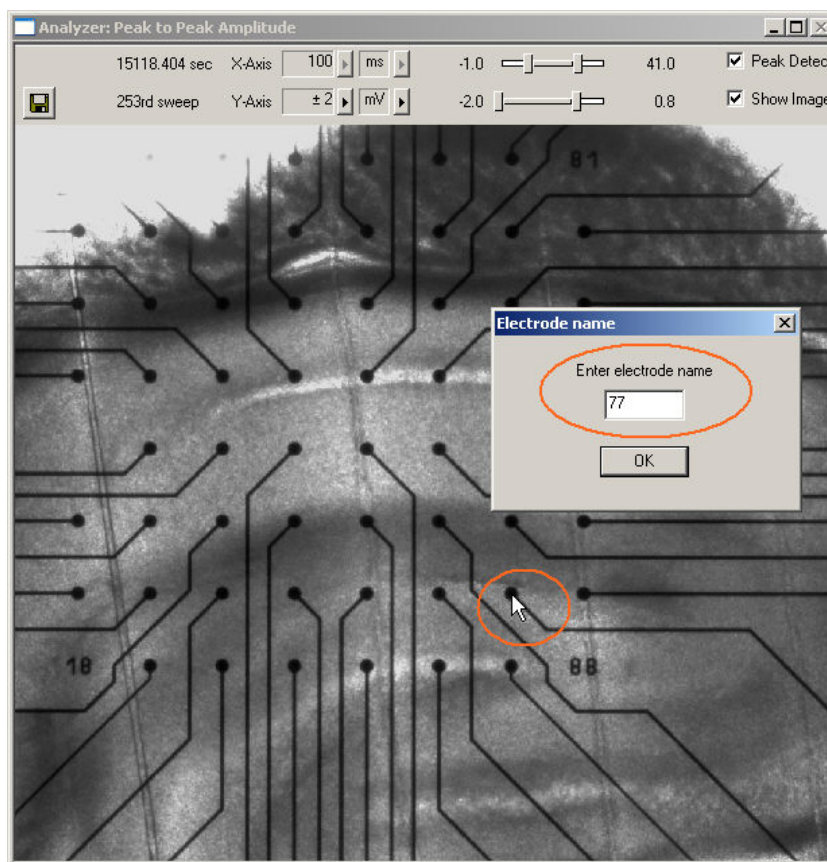 Analyzer: Peak to Peak Amplitude
15118.404 sec X-Axis 100 ms -1.0 41.0 Peak Detec
253rd sweep Y-Axis ± 2 mV -2.0 0.8 Show Image
81
Electrode name
Enter electrode name
77
OK
18 88